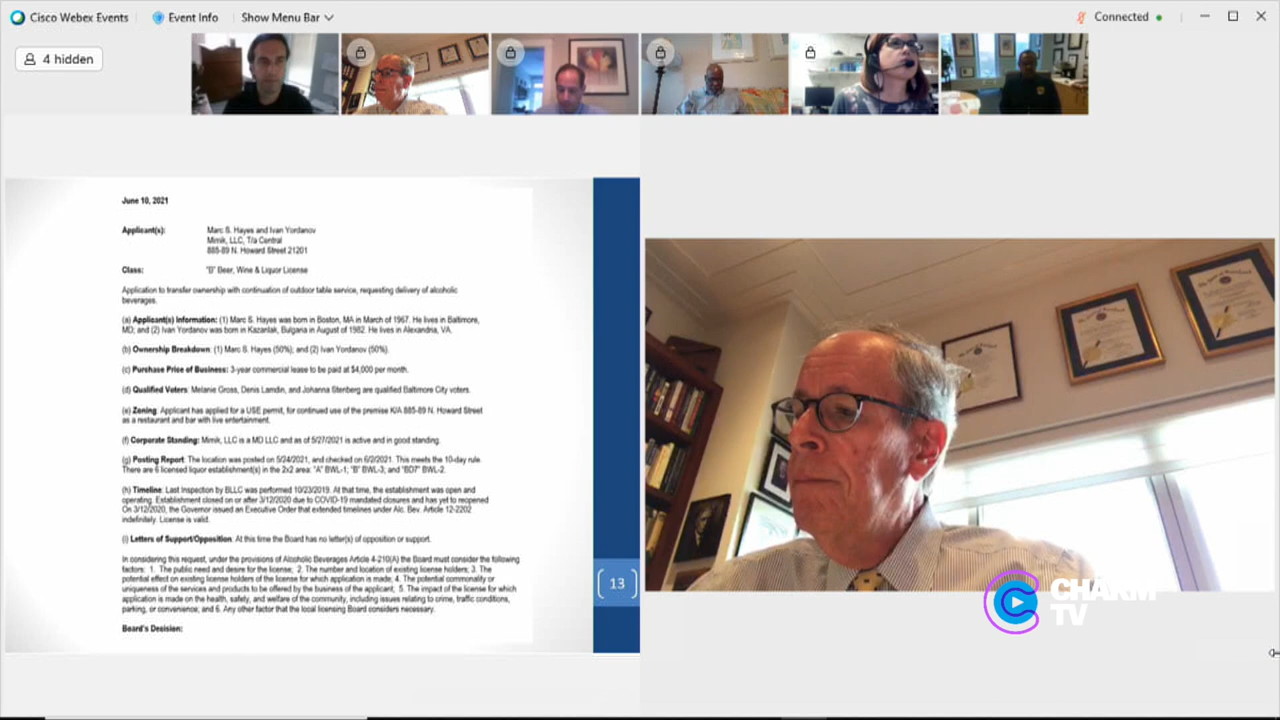 Cisco Webex Events
Event Info
Show Menu Bar
Connected
4 hidden
June 10, 2021
Applicant(s):
Marc S. Hayes and Ivan Yordanov
Mimik, LLC, T/a Central
885-89 N. Howard Street 21201
Class:
"B" Beer, Wine & Liquor License
Application to transfer ownership with continuation of outdoor table service, requesting delivery of alcoholic
beverages.
(a) Applicant(s) Information: (1) Marc S. Hayes was born in Boston, MA in March of 1967. He lives in Baltimore,
MD; and (2) Ivan Yordanov was born in Kazanlak, Bulgaria in August of 1982. He lives in Alexandria, VA.
(b) Ownership Breakdown: (1) Marc S. Hayes (50%); and (2) Ivan Yordanov (50%).
(c) Purchase Price of Business: 3-year commercial lease to be paid at $4,000 per month.
(d) Qualified Voters: Melanie Gross, Denis Lamdin, and Johanna Stenberg are qualified Baltimore City voters.
(e) Zoning: Applicant has applied for a USE permit, for continued use of the premise K/A 885-89 N. Howard Street
as a restaurant and bar with live entertainment.
(f) Corporate Standing: Mimik, LLC is a MD LLC and as of 5/27/2021 is active and in good standing.
(g) Posting Report: The location was posted on 5/24/2021, and checked on 6/2/2021. This meets the 10-day rule.
There are 6 licensed liquor establishment(s) in the 2x2 area: "A" BWL-1; "B" BWL-3; and "BD7" BWL-2.
(h) Timeline: Last Inspection by BLLC was performed 10/23/2019. At that time, the establishment was open and
operating. Establishment closed on or after 3/12/2020 due to COVID-19 mandated closures and has yet to reopened
On 3/12/2020, the Governor issued an Executive Order that extended timelines under Alc. Bev. Article 12-2202
indefinitely. License is valid.
(i) Letters of Support/Opposition: At this time the Board has no letter(s) of opposition or support.
In considering this request, under the provisions of Alcoholic Beverages Article 4-210(A) the Board must consider the following
factors: 1. The public need and desire for the license; 2. The number and location of existing license holders; 3. The
potential effect on existing license holders of the license for which application is made; 4. The potential commonality or
uniqueness of the services and products to be offered by the business of the applicant; 5. The impact of the license for which
application is made on the health, safety, and welfare of the community, including issues relating to crime, traffic conditions,
parking, or convenience; and 6. Any other factor that the local licensing Board considers necessary.
Board's Decision:
13
CHARM
TV